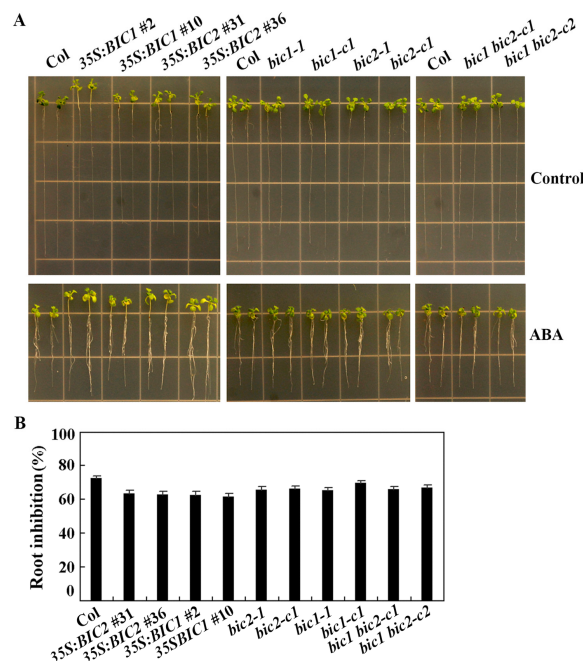 A
Col
35S:BIC1 #2
35S:BIC1 #10
35S:BIC2 #31
35S:BIC2 #36
Col
bic1-1
bic1-c1
bic2-1
bic2-c1
Col
bic1 bic2-c1
bic1 bic2-c2
Control
ABA
B
Root inhibition (%)
100
80
60
40
20
0
Col
35S:BIC2 #31
35S:BIC2 #36
35S:BIC1 #2
35SBIC1 #10
bic2-1
bic2-c1
bic1-1
bic1-c1
bic1 bic2-c1
bic1 bic2-c2